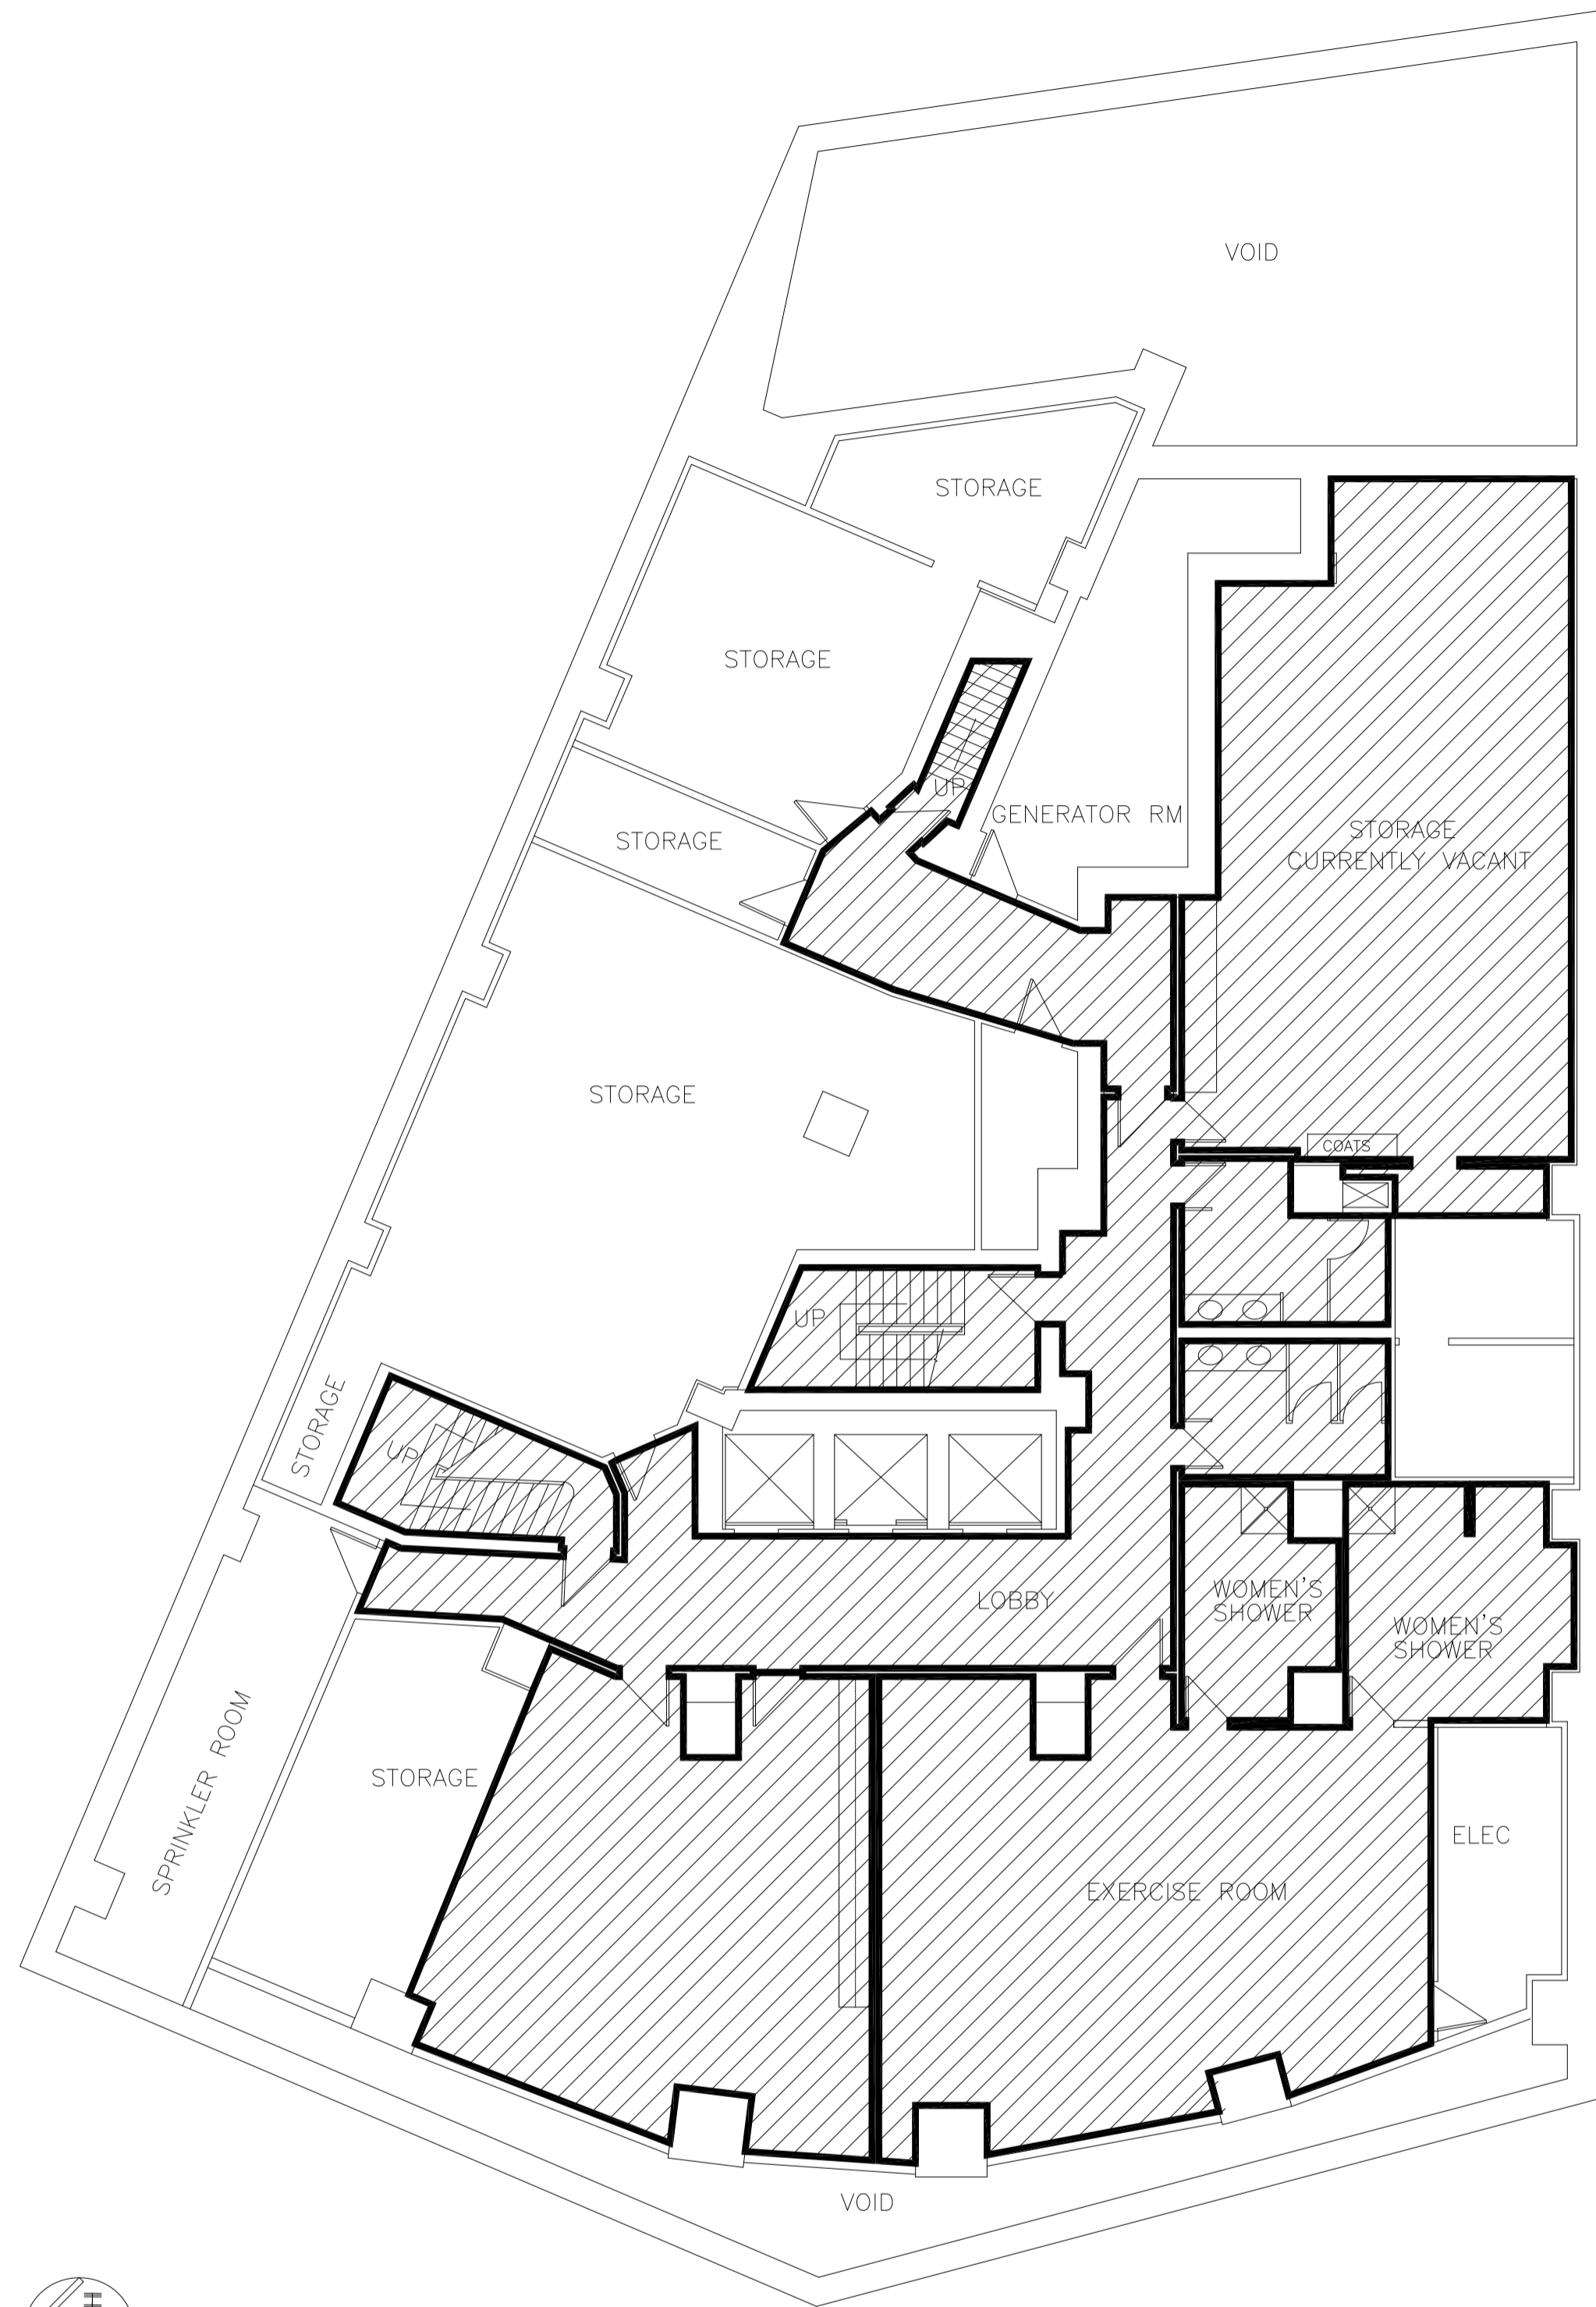 VOID
STORAGE
STORAGE
UP
GENERATOR RM
STORAGE
STORAGE
CURRENTLY VACANT
STORAGE
COATS
UP
STORAGE
UP
LOBBY
WOMEN'S
SHOWER
WOMEN'S
SHOWER
SPRINKLER ROOM
STORAGE
ELEC
EXERCISE ROOM
VOID